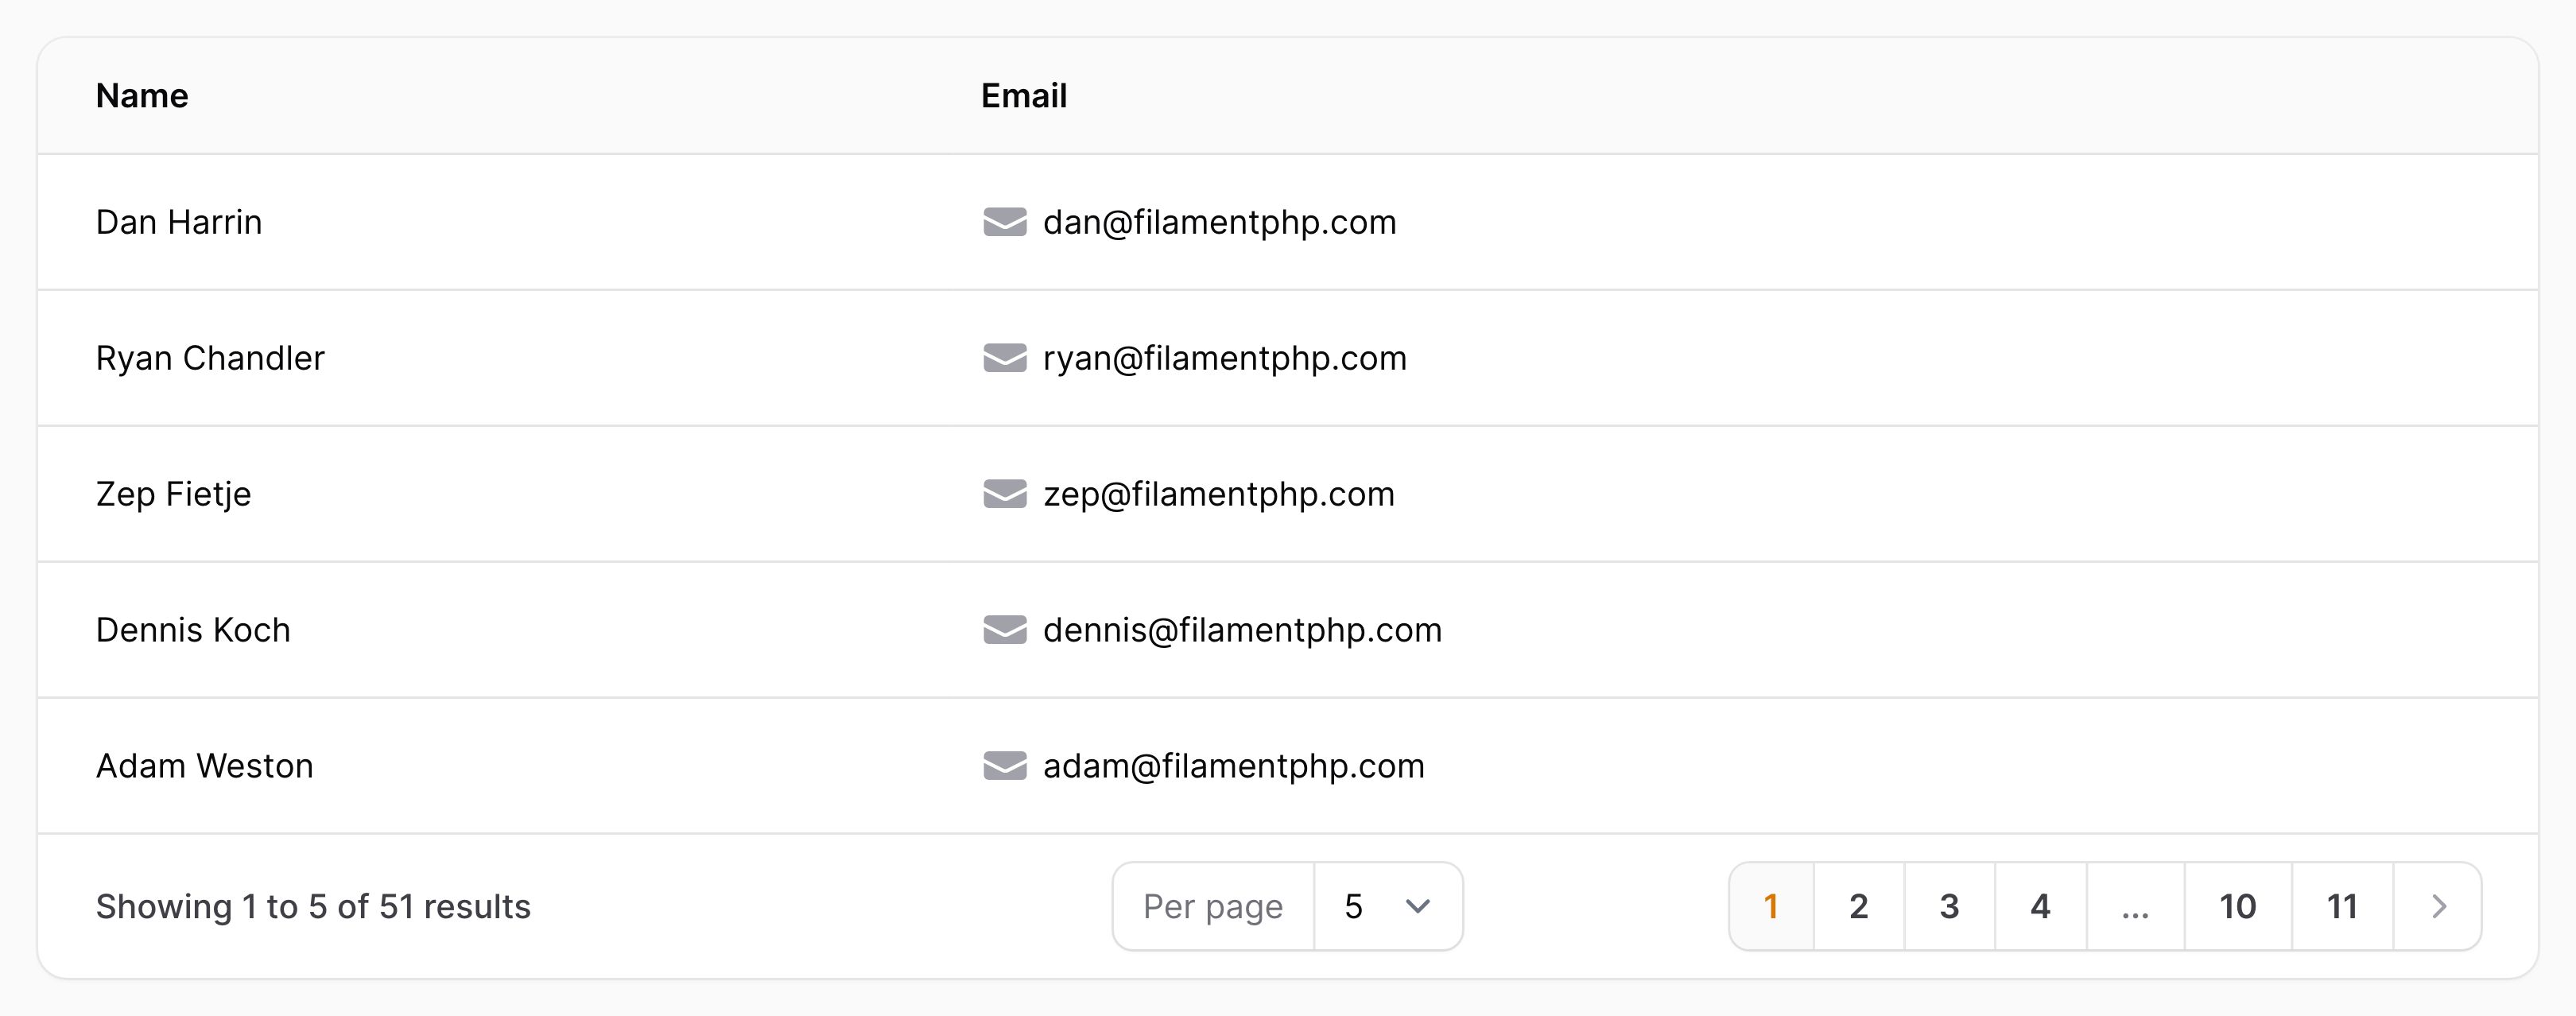 Name Email
Dan Harrin dan@filamentphp.com
Ryan Chandler ryan@filamentphp.com
Zep Fietje zep@filamentphp.com
Dennis Koch dennis@filamentphp.com
Adam Weston adam@filamentphp.com
Showing 1 to 5 of 51 results Per page 5 1 2 3 4 ... 10 11